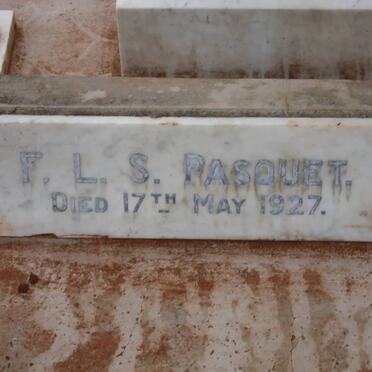 F. L. S. PASQUET.
DIED 17TH MAY 1927.